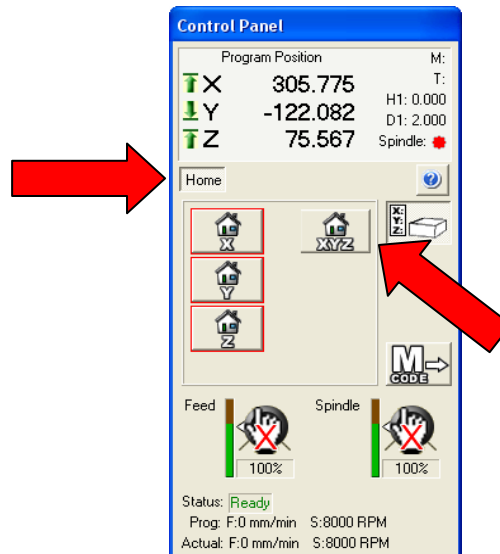 Control Panel
Program Position M:
X 305.775 T:
Y -122.082 H1: 0.000
Z 75.567 D1: 2.000
Spindle:
Home ?
X XYZ X: Y: Z:
Y
Z
M CODE
Feed Spindle
100% 100%
Status: Ready
Prog: F:0 mm/min S:8000 RPM
Actual: F:0 mm/min S:8000 RPM